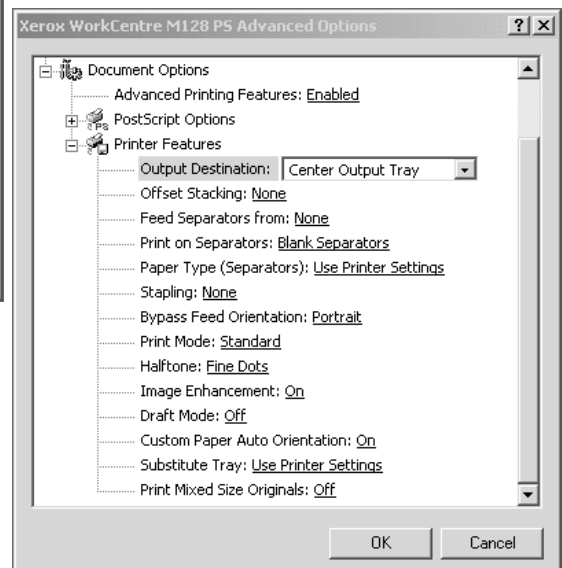 Xerox WorkCentre M128 PS Advanced Options
Document Options
Advanced Printing Features: Enabled
PostScript Options
Printer Features
Output Destination: Center Output Tray
Offset Stacking: None
Feed Separators from: None
Print on Separators: Blank Separators
Paper Type (Separators): Use Printer Settings
Stapling: None
Bypass Feed Orientation: Portrait
Print Mode: Standard
Halftone: Fine Dots
Image Enhancement: On
Draft Mode: Off
Custom Paper Auto Orientation: On
Substitute Tray: Use Printer Settings
Print Mixed Size Originals: Off
OK Cancel